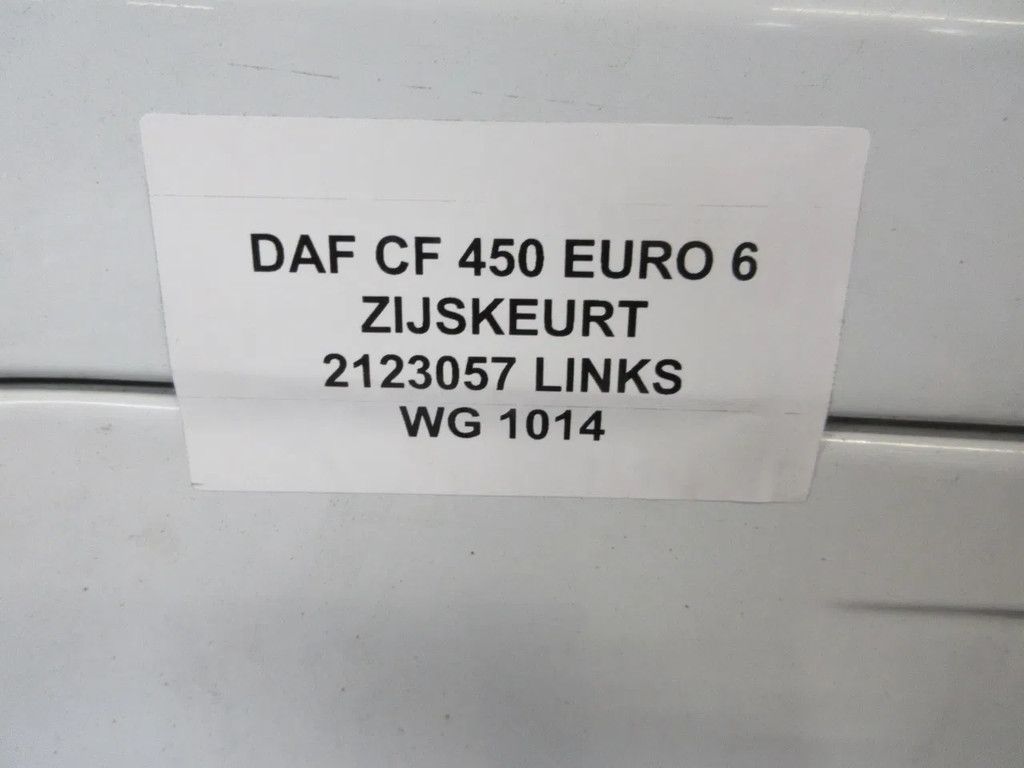 DAF CF 450 EURO 6
ZIJSKEURT
2123057 LINKS
WG 1014